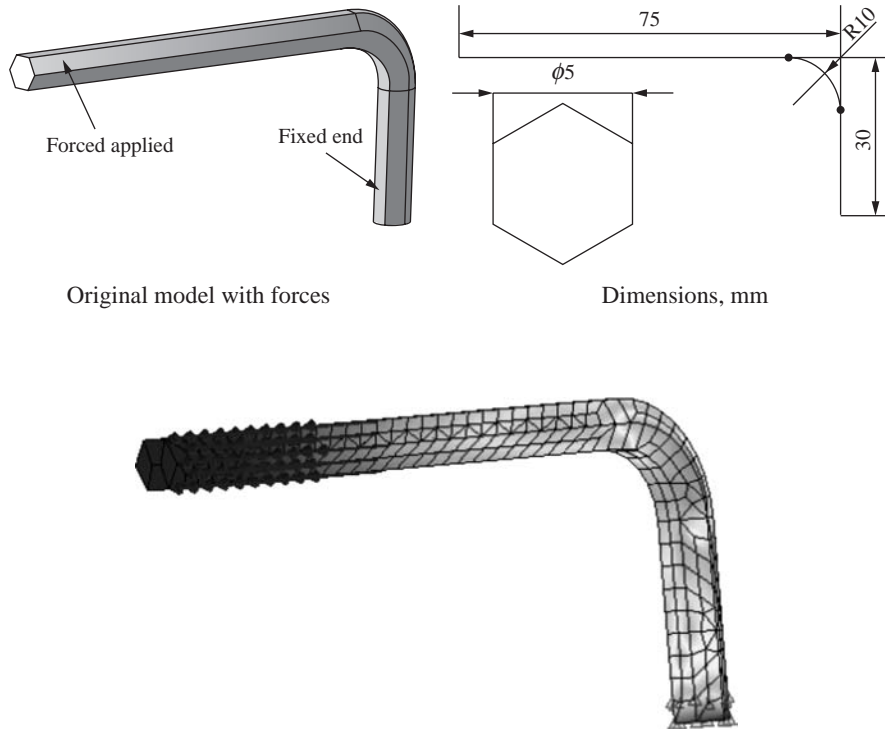 75
R10
ϕ5
Forced applied
Fixed end
30
Original model with forces
Dimensions, mm